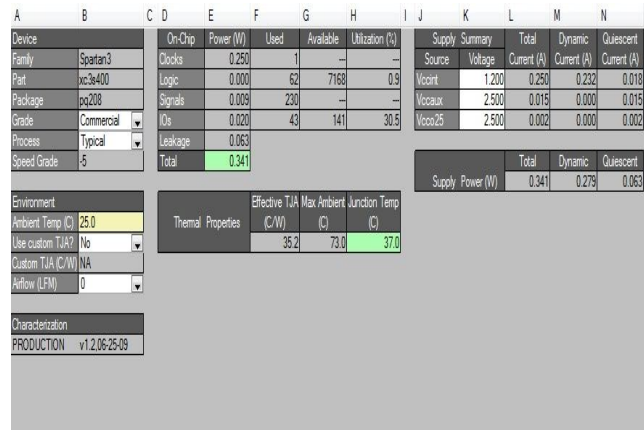 A B C D E F G H I J K L M N
Device
Family Spartan3
Part xc3s400
Package pq208
Grade Commercial
Process Typical
Speed Grade -5
Environment
Ambient Temp (C) 25.0
Use custom TJA? No
Custom TJA (C/W) NA
Airflow (LFM) 0
Characterization
PRODUCTION v1.2,06-25-09
On-Chip Power (W) Used Available Utilization (%)
Clocks 0.250 1 --- ---
Logic 0.000 62 7168 0.9
Signals 0.009 230 --- ---
IOs 0.020 43 141 30.5
Leakage 0.063
Total 0.341
Thermal Properties
Effective TJA Max Ambient Junction Temp
(C/W) (C) (C)
35.2 73.0 37.0
Supply Summary Total Dynamic Quiescent
Source Voltage Current (A) Current (A) Current (A)
Vccint 1.200 0.250 0.232 0.018
Vccaux 2.500 0.015 0.000 0.015
Vcco25 2.500 0.002 0.000 0.002
Total Dynamic Quiescent
Supply Power (W) 0.341 0.279 0.063